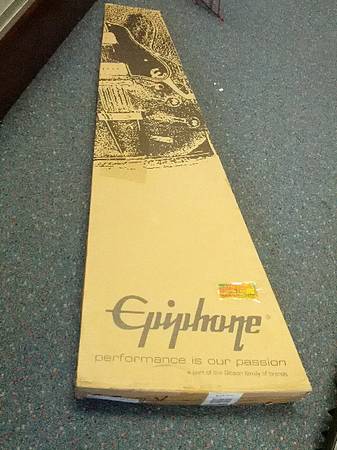 Epiphone®
performance is our passion
a part of the Gibson family of brands